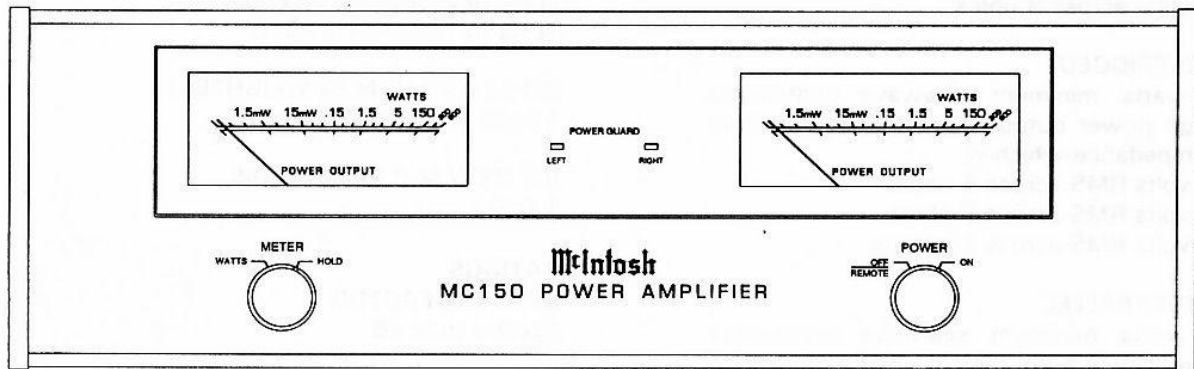 WATTS
1.5mW 15mW .15 1.5 5 150
POWER OUTPUT
POWER GUARD
LEFT RIGHT
WATTS
1.5mW 15mW .15 1.5 5 150
POWER OUTPUT
METER
WATTS HOLD
McIntosh
MC150 POWER AMPLIFIER
POWER
OFF ON
REMOTE